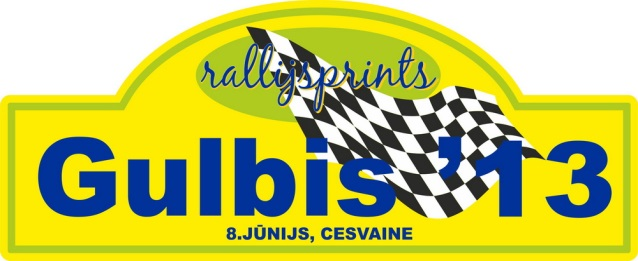 rallijsprints
Gulbis '13
8.JŪNIJS, CESVAINE